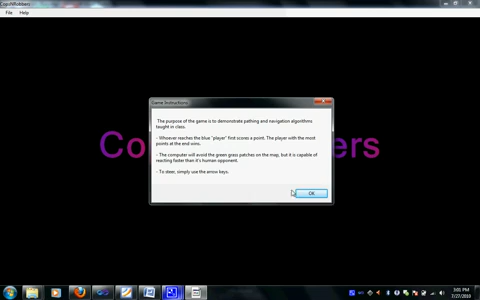 CopsNRobbers
File Help
Game Instructions
The purpose of the game is to demonstrate pathing and navigation algorithms
taught in class.
- Whoever reaches the blue "player" first scores a point. The player with the most
points at the end wins.
- The computer will avoid the green grass patches on the map, but it is capable of
reacting faster than it's human opponent.
- To steer, simply use the arrow keys.
OK
Co
ers
3:01 PM
7/27/2010